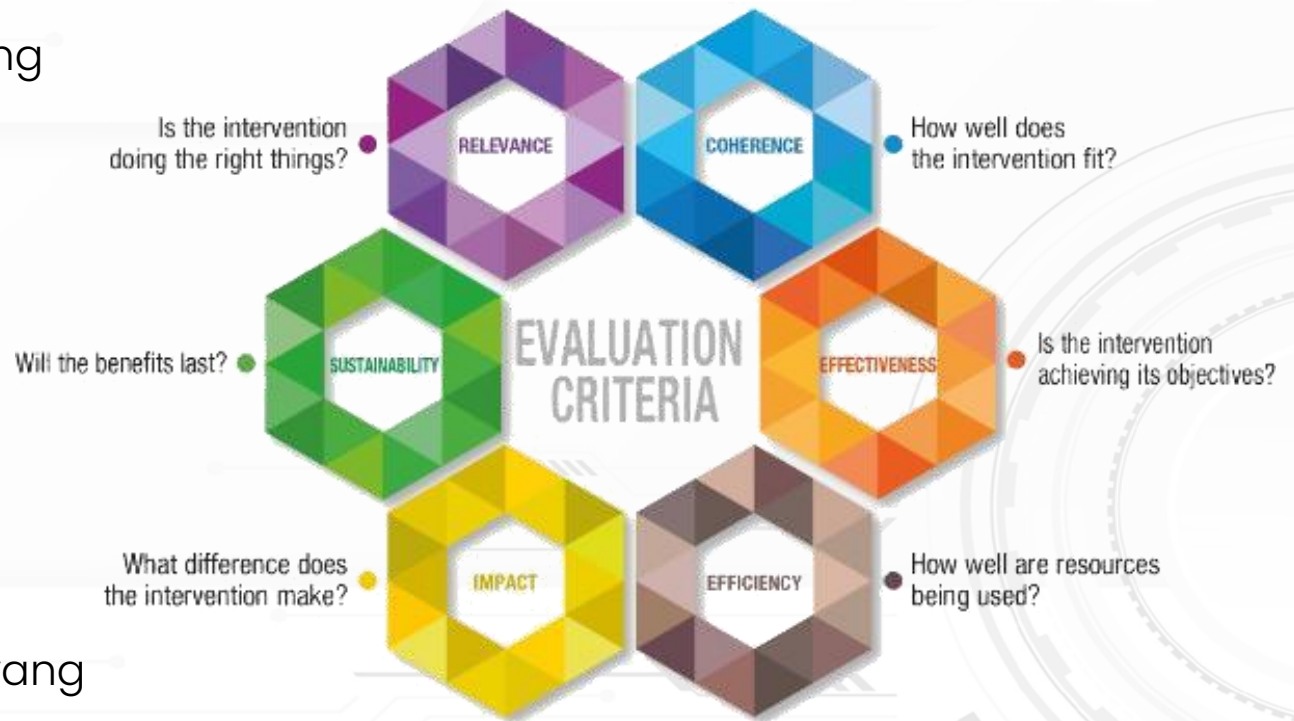 ng
Is the intervention
doing the right things?
RELEVANCE
COHERENCE
How well does
the intervention fit?
Will the benefits last?
SUSTAINABILITY
EVALUATION
CRITERIA
EFFECTIVENESS
Is the intervention
achieving its objectives?
What difference does
the intervention make?
IMPACT
EFFICIENCY
How well are resources
being used?
ang